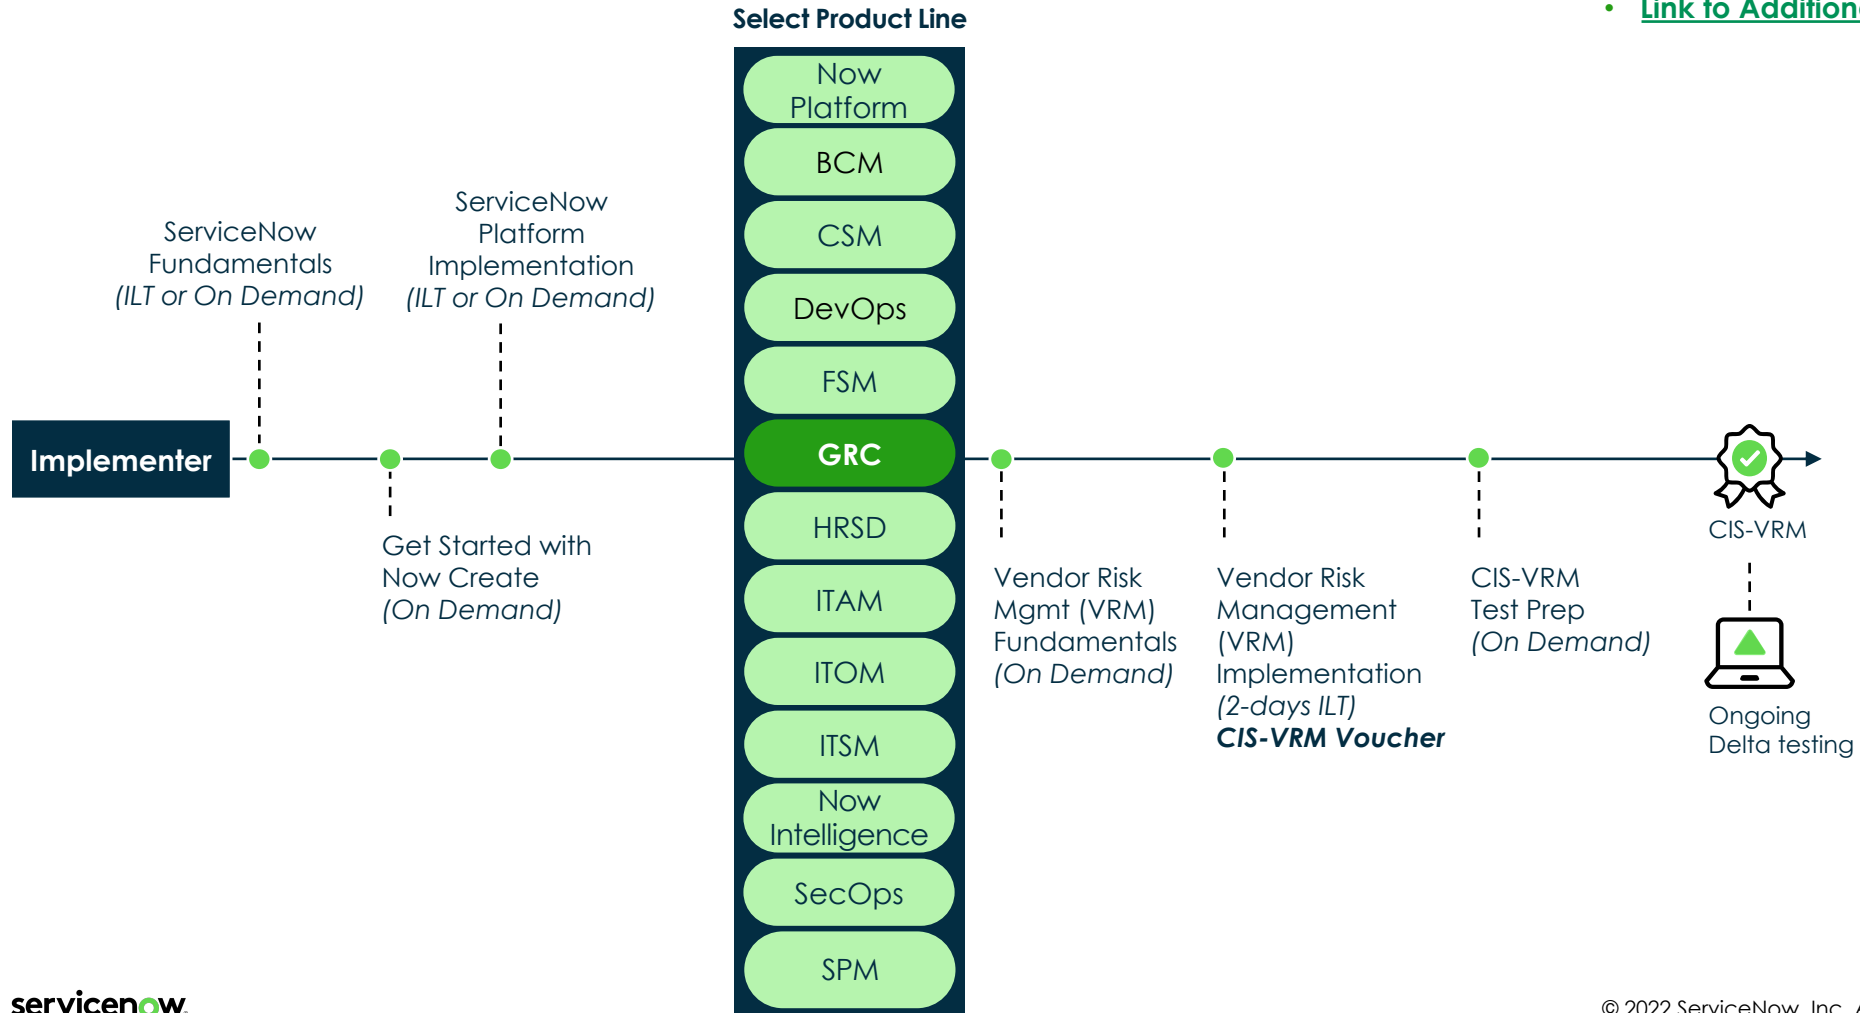 Select Product Line
Link to Addition
Now
Platform
BCM
CSM
DevOps
FSM
GRC
HRSD
ITAM
ITOM
ITSM
Now
Intelligence
SecOps
SPM
ServiceNow
Fundamentals
(ILT or On Demand)
ServiceNow
Platform
Implementation
(ILT or On Demand)
Implementer
Get Started with
Now Create
(On Demand)
Vendor Risk
Mgmt (VRM)
Fundamentals
(On Demand)
Vendor Risk
Management
(VRM)
Implementation
(2-days ILT)
CIS-VRM Voucher
CIS-VRM
Test Prep
(On Demand)
CIS-VRM
Ongoing
Delta testing
servicenow
© 2022 ServiceNow, Inc. A